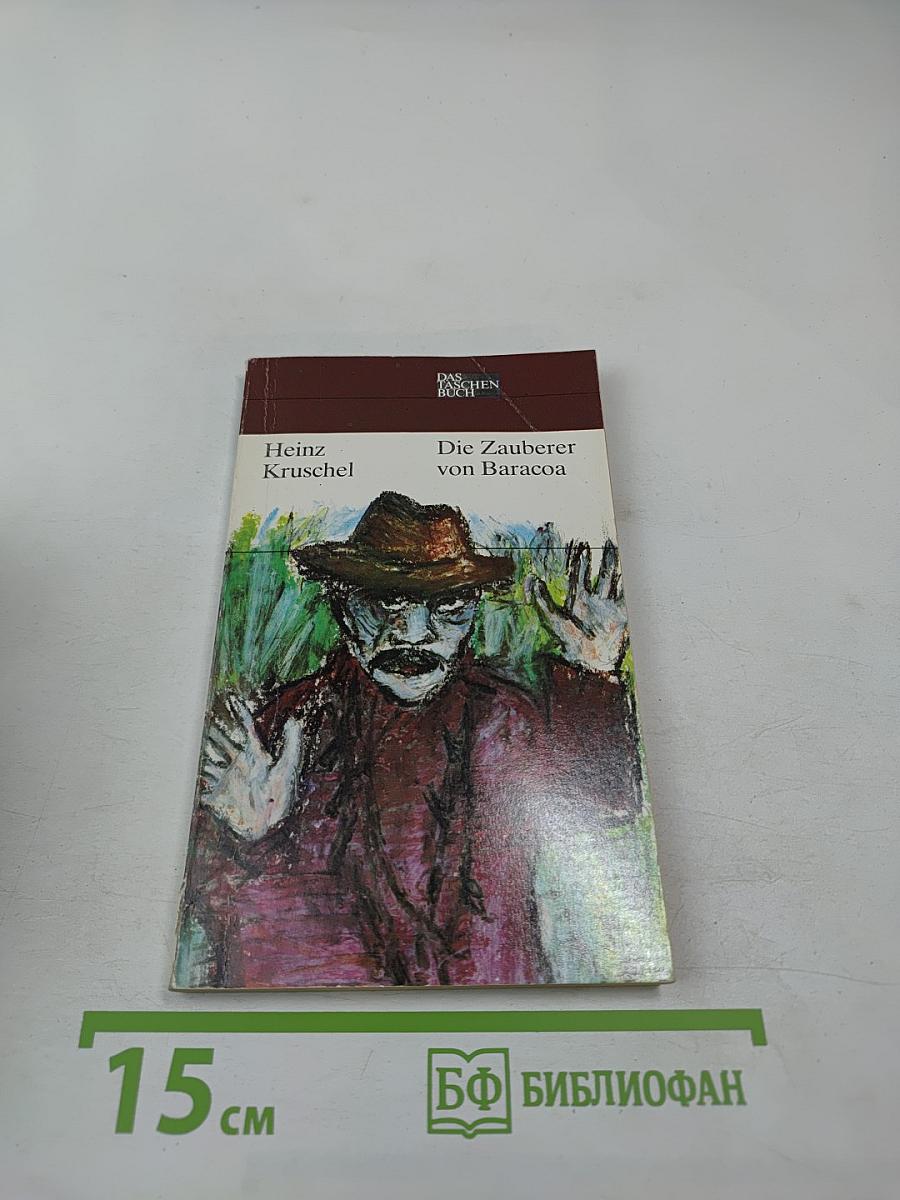 DAS
TASCHEN
BUCH
Heinz
Kruschel
Die Zauberer
von Baracoa
15 см
БФ БИБЛИОФАН